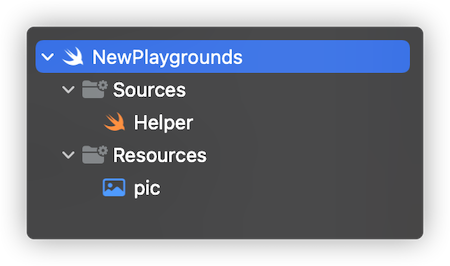 NewPlaygrounds
Sources
Helper
Resources
pic